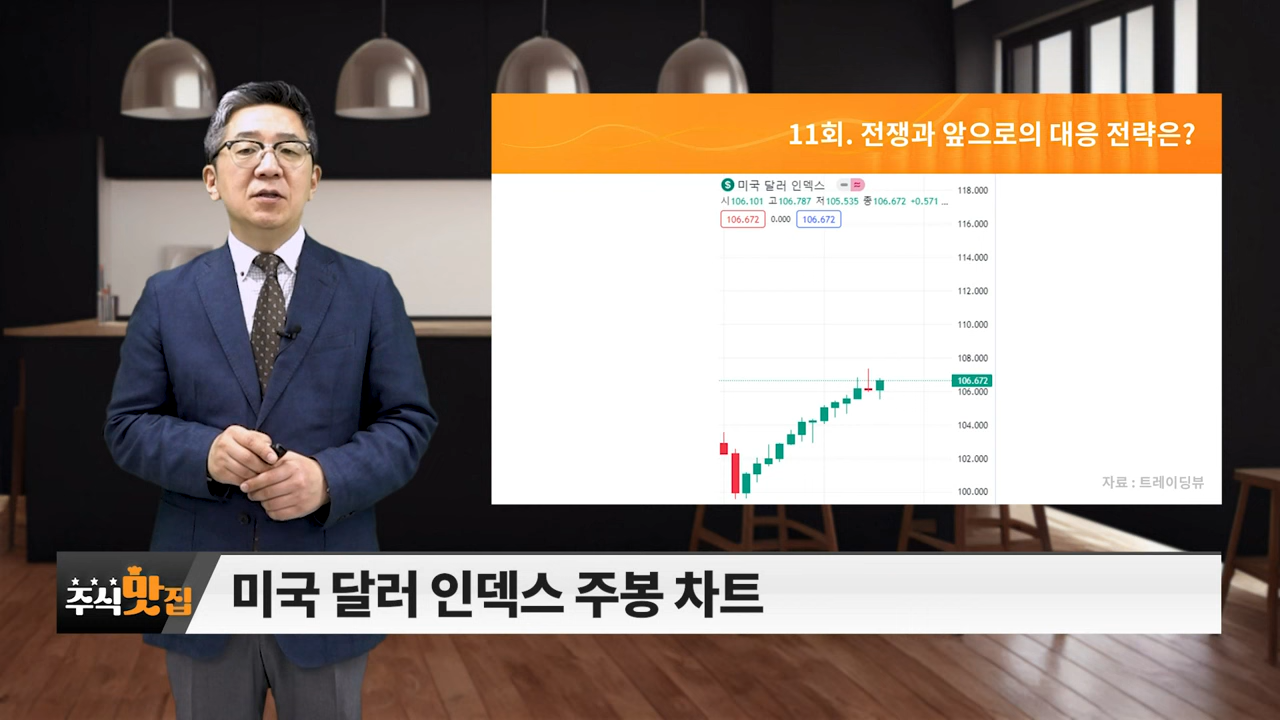 11회. 전쟁과 앞으로의 대응 전략은?
미국 달러 인덱스
시106.101 고106.787 저105.535 종106.672 +0.571 ...
106.672 0.000 106.672
118.000
116.000
114.000
112.000
110.000
108.000
106.672
106.000
104.000
102.000
100.000
자료 : 트레이딩뷰
주식맛집
미국 달러 인덱스 주봉 차트